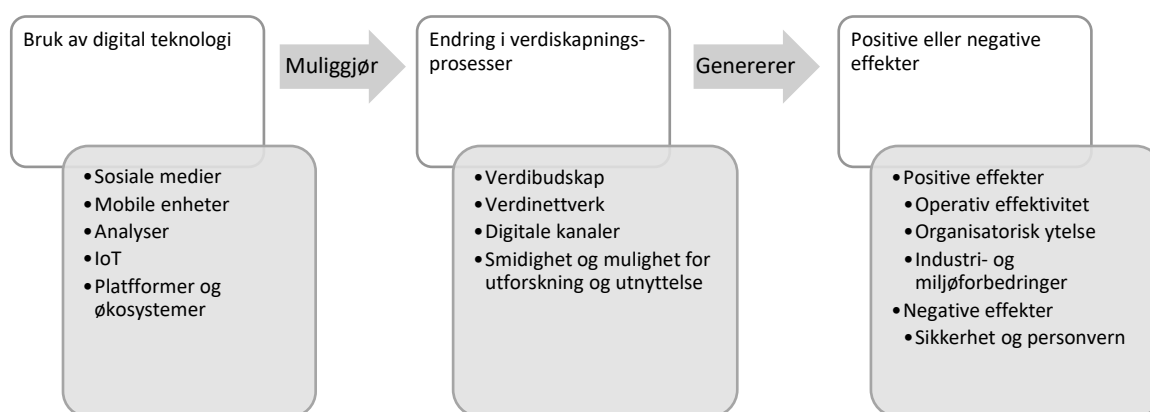 Bruk av digital teknologi
Muliggjør
Endring i verdiskapnings-
prosesser
Genererer
Positive eller negative
effekter
•Sosiale medier
•Mobile enheter
•Analyser
•IoT
•Platfformer og
økosystemer
•Verdibudskap
•Verdinettverk
•Digitale kanaler
•Smidighet og mulighet for
utforskning og utnyttelse
•Positive effekter
•Operativ effektivitet
•Organisatorisk ytelse
•Industri- og
miljøforbedringer
•Negative effekter
•Sikkerhet og personvern